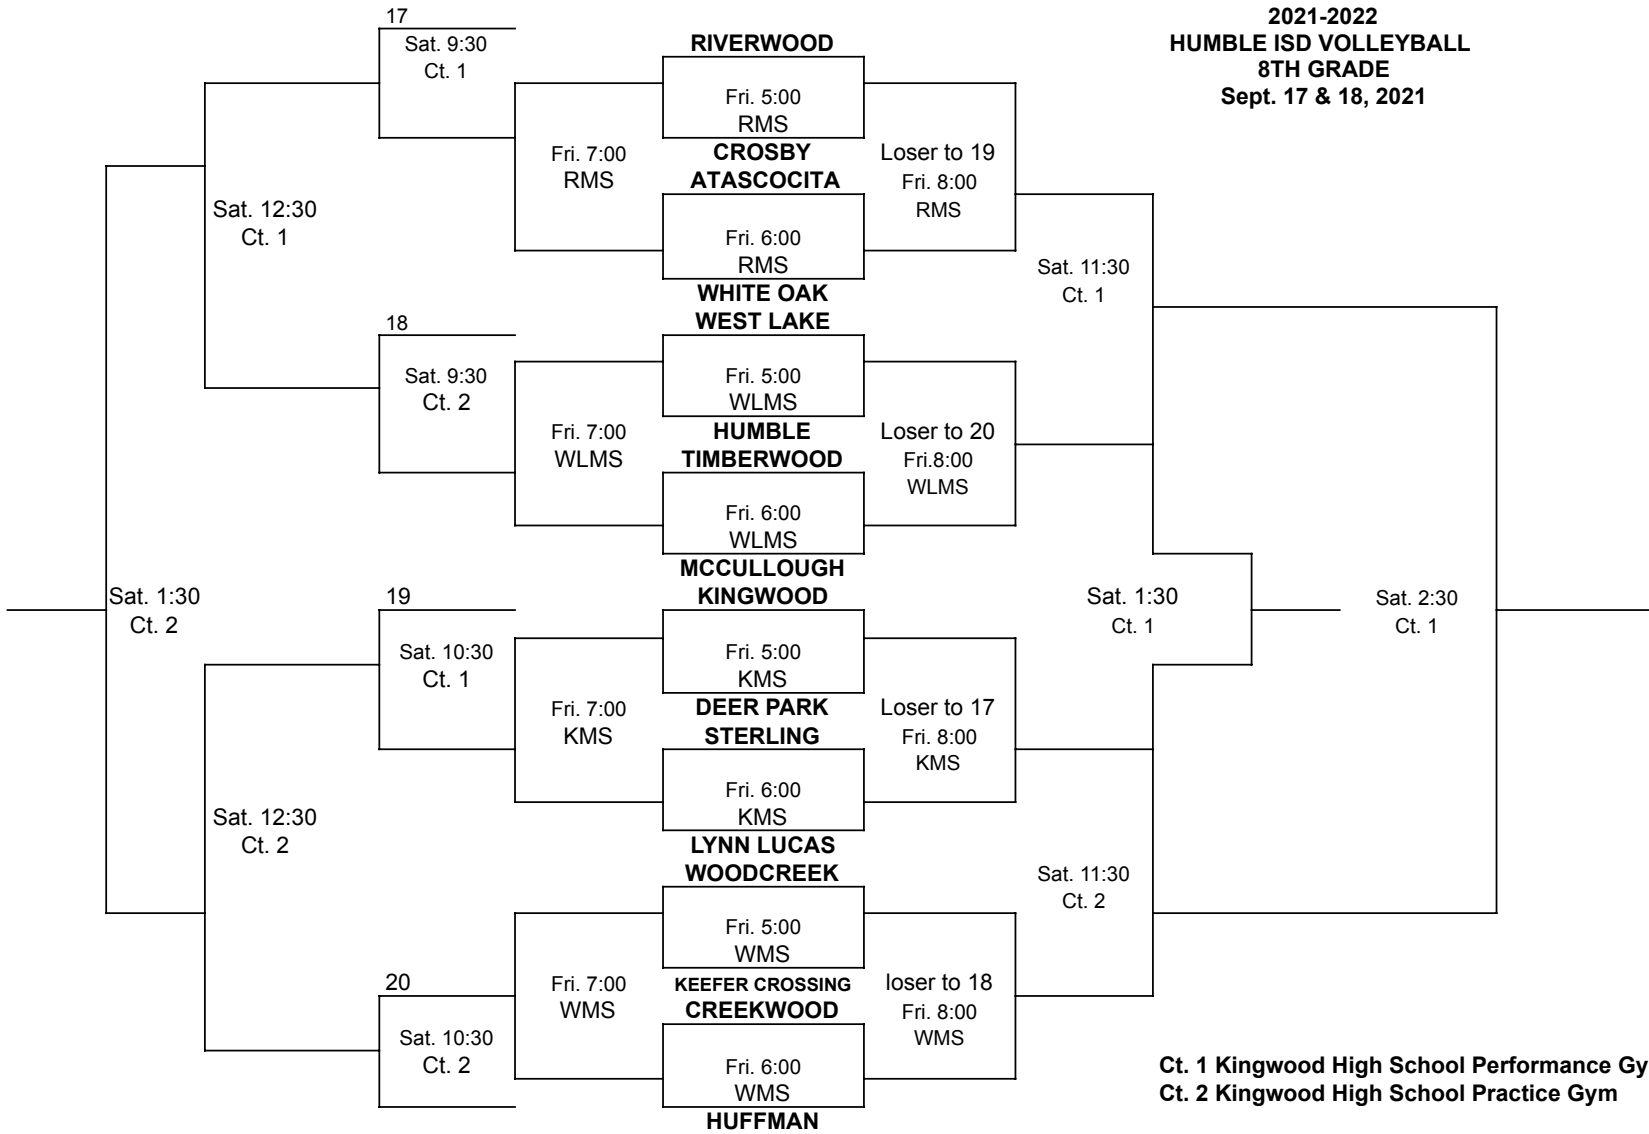 2021-2022
HUMBLE ISD VOLLEYBALL
8TH GRADE
Sept. 17 & 18, 2021
17
Sat. 9:30
Ct. 1
RIVERWOOD
Fri. 5:00
RMS
CROSBY
Fri. 7:00
RMS
Loser to 19
Fri. 8:00
RMS
ATASCOCITA
Fri. 6:00
RMS
WHITE OAK
Sat. 12:30
Ct. 1
Sat. 11:30
Ct. 1
18
Sat. 9:30
Ct. 2
WEST LAKE
Fri. 5:00
WLMS
HUMBLE
Fri. 7:00
WLMS
Loser to 20
Fri.8:00
WLMS
TIMBERWOOD
Fri. 6:00
WLMS
MCCULLOUGH
Sat. 1:30
Ct. 2
Sat. 1:30
Ct. 1
Sat. 2:30
Ct. 1
19
Sat. 10:30
Ct. 1
KINGWOOD
Fri. 5:00
KMS
DEER PARK
Fri. 7:00
KMS
Loser to 17
Fri. 8:00
KMS
STERLING
Fri. 6:00
KMS
LYNN LUCAS
Sat. 12:30
Ct. 2
Sat. 11:30
Ct. 2
WOODCREEK
Fri. 5:00
WMS
KEEFER CROSSING
20
Sat. 10:30
Ct. 2
Fri. 7:00
WMS
loser to 18
Fri. 8:00
WMS
CREEKWOOD
Fri. 6:00
WMS
HUFFMAN
Ct. 1 Kingwood High School Performance Gy
Ct. 2 Kingwood High School Practice Gym